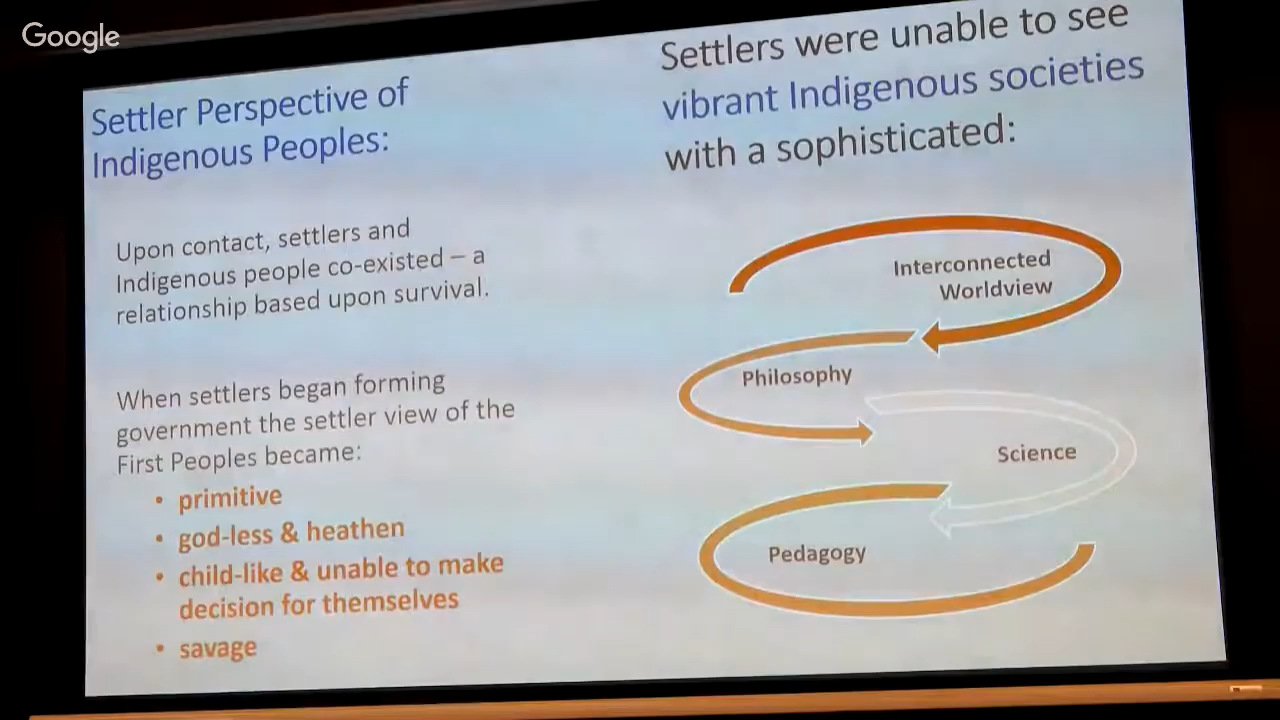 Google
Settler Perspective of
Indigenous Peoples:
Upon contact, settlers and
Indigenous people co-existed – a
relationship based upon survival.
When settlers began forming
government the settler view of the
First Peoples became:
• primitive
• god-less & heathen
• child-like & unable to make
decision for themselves
• savage
Settlers were unable to see
vibrant Indigenous societies
with a sophisticated:
Interconnected
Worldview
Philosophy
Science
Pedagogy